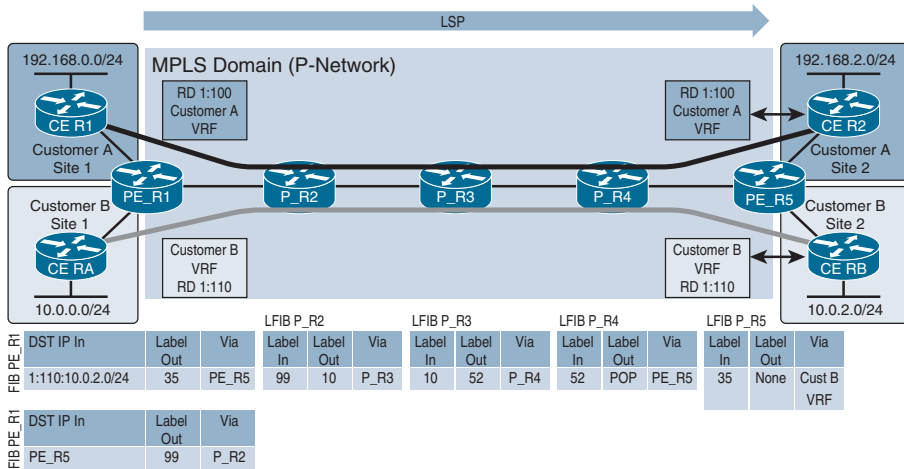 LSP
192.168.0.0/24
192.168.2.0/24
MPLS Domain (P-Network)
RD 1:100
Customer A
VRF
RD 1:100
Customer A
VRF
CE R1
CE R2
Customer A
Site 1
Customer A
Site 2
PE_R1
P_R2
P_R3
P_R4
PE_R5
Customer B
Site 1
Customer B
Site 2
CE RA
CE RB
Customer B
VRF
RD 1:110
Customer B
VRF
RD 1:110
10.0.0.0/24
10.0.2.0/24
FIB PE_R1
DST IP In Label Out Via
1:110:10.0.2.0/24 35 PE_R5
LFIB P_R2
Label In Label Out Via
99 10 P_R3
LFIB P_R3
Label In Label Out Via
10 52 P_R4
LFIB P_R4
Label In Label Out Via
52 POP PE_R5
LFIB P_R5
Label In Label Out Via
35 None Cust B VRF
FIB PE_R1
DST IP In Label Out Via
PE_R5 99 P_R2